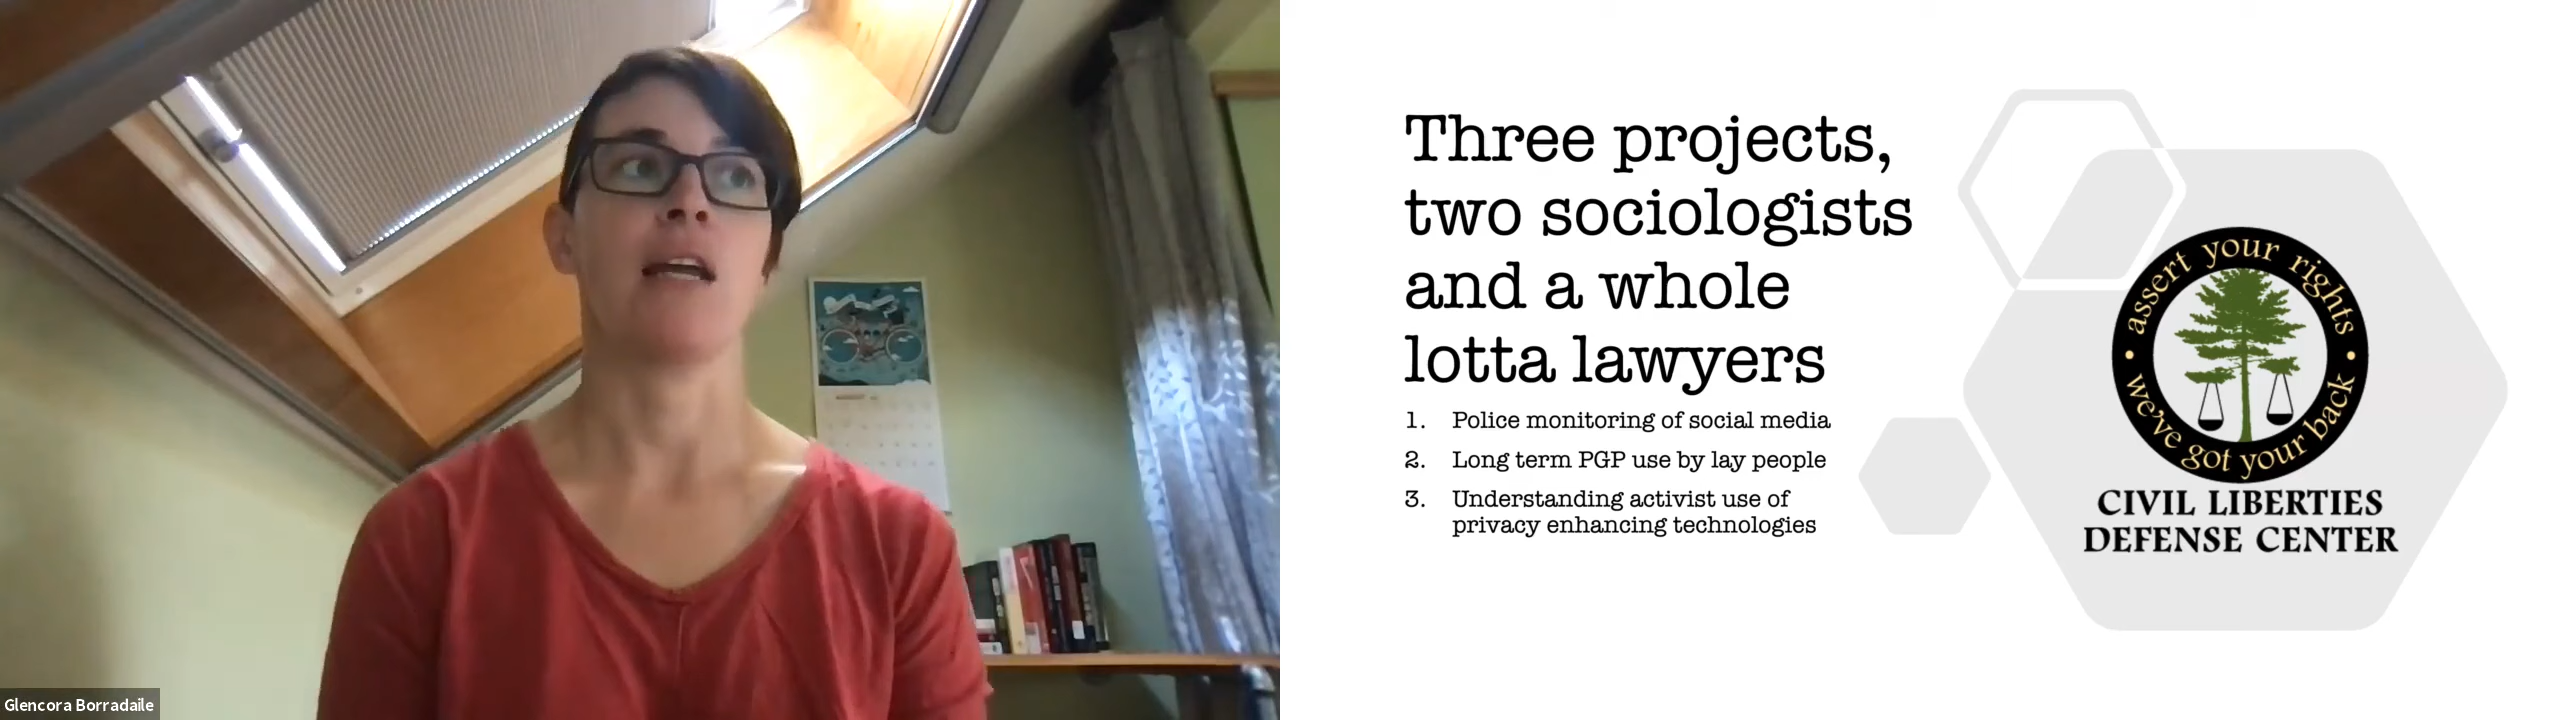 Glencora Borradaile
Three projects,
two sociologists
and a whole
lotta lawyers
1. Police monitoring of social media
2. Long term PGP use by lay people
3. Understanding activist use of
privacy enhancing technologies
assert your rights
we've got your back
CIVIL LIBERTIES
DEFENSE CENTER